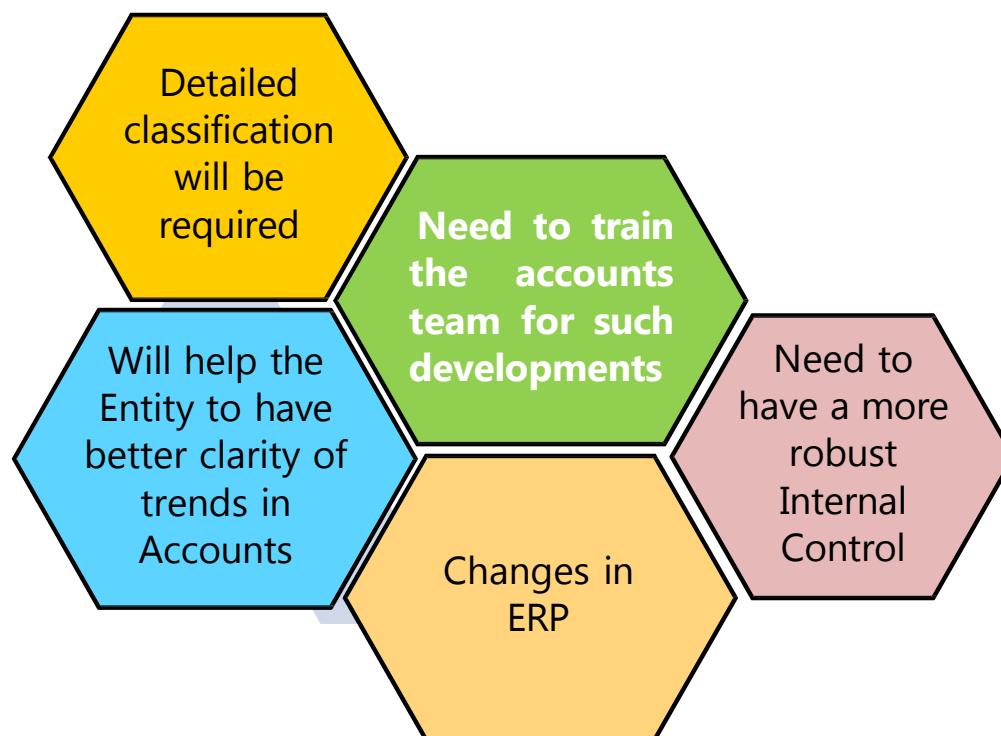 Detailed
classification
will be
required
Need to train
the accounts
team for such
developments
Will help the
Entity to have
better clarity of
trends in
Accounts
Need to
have a more
robust
Internal
Control
Changes in
ERP